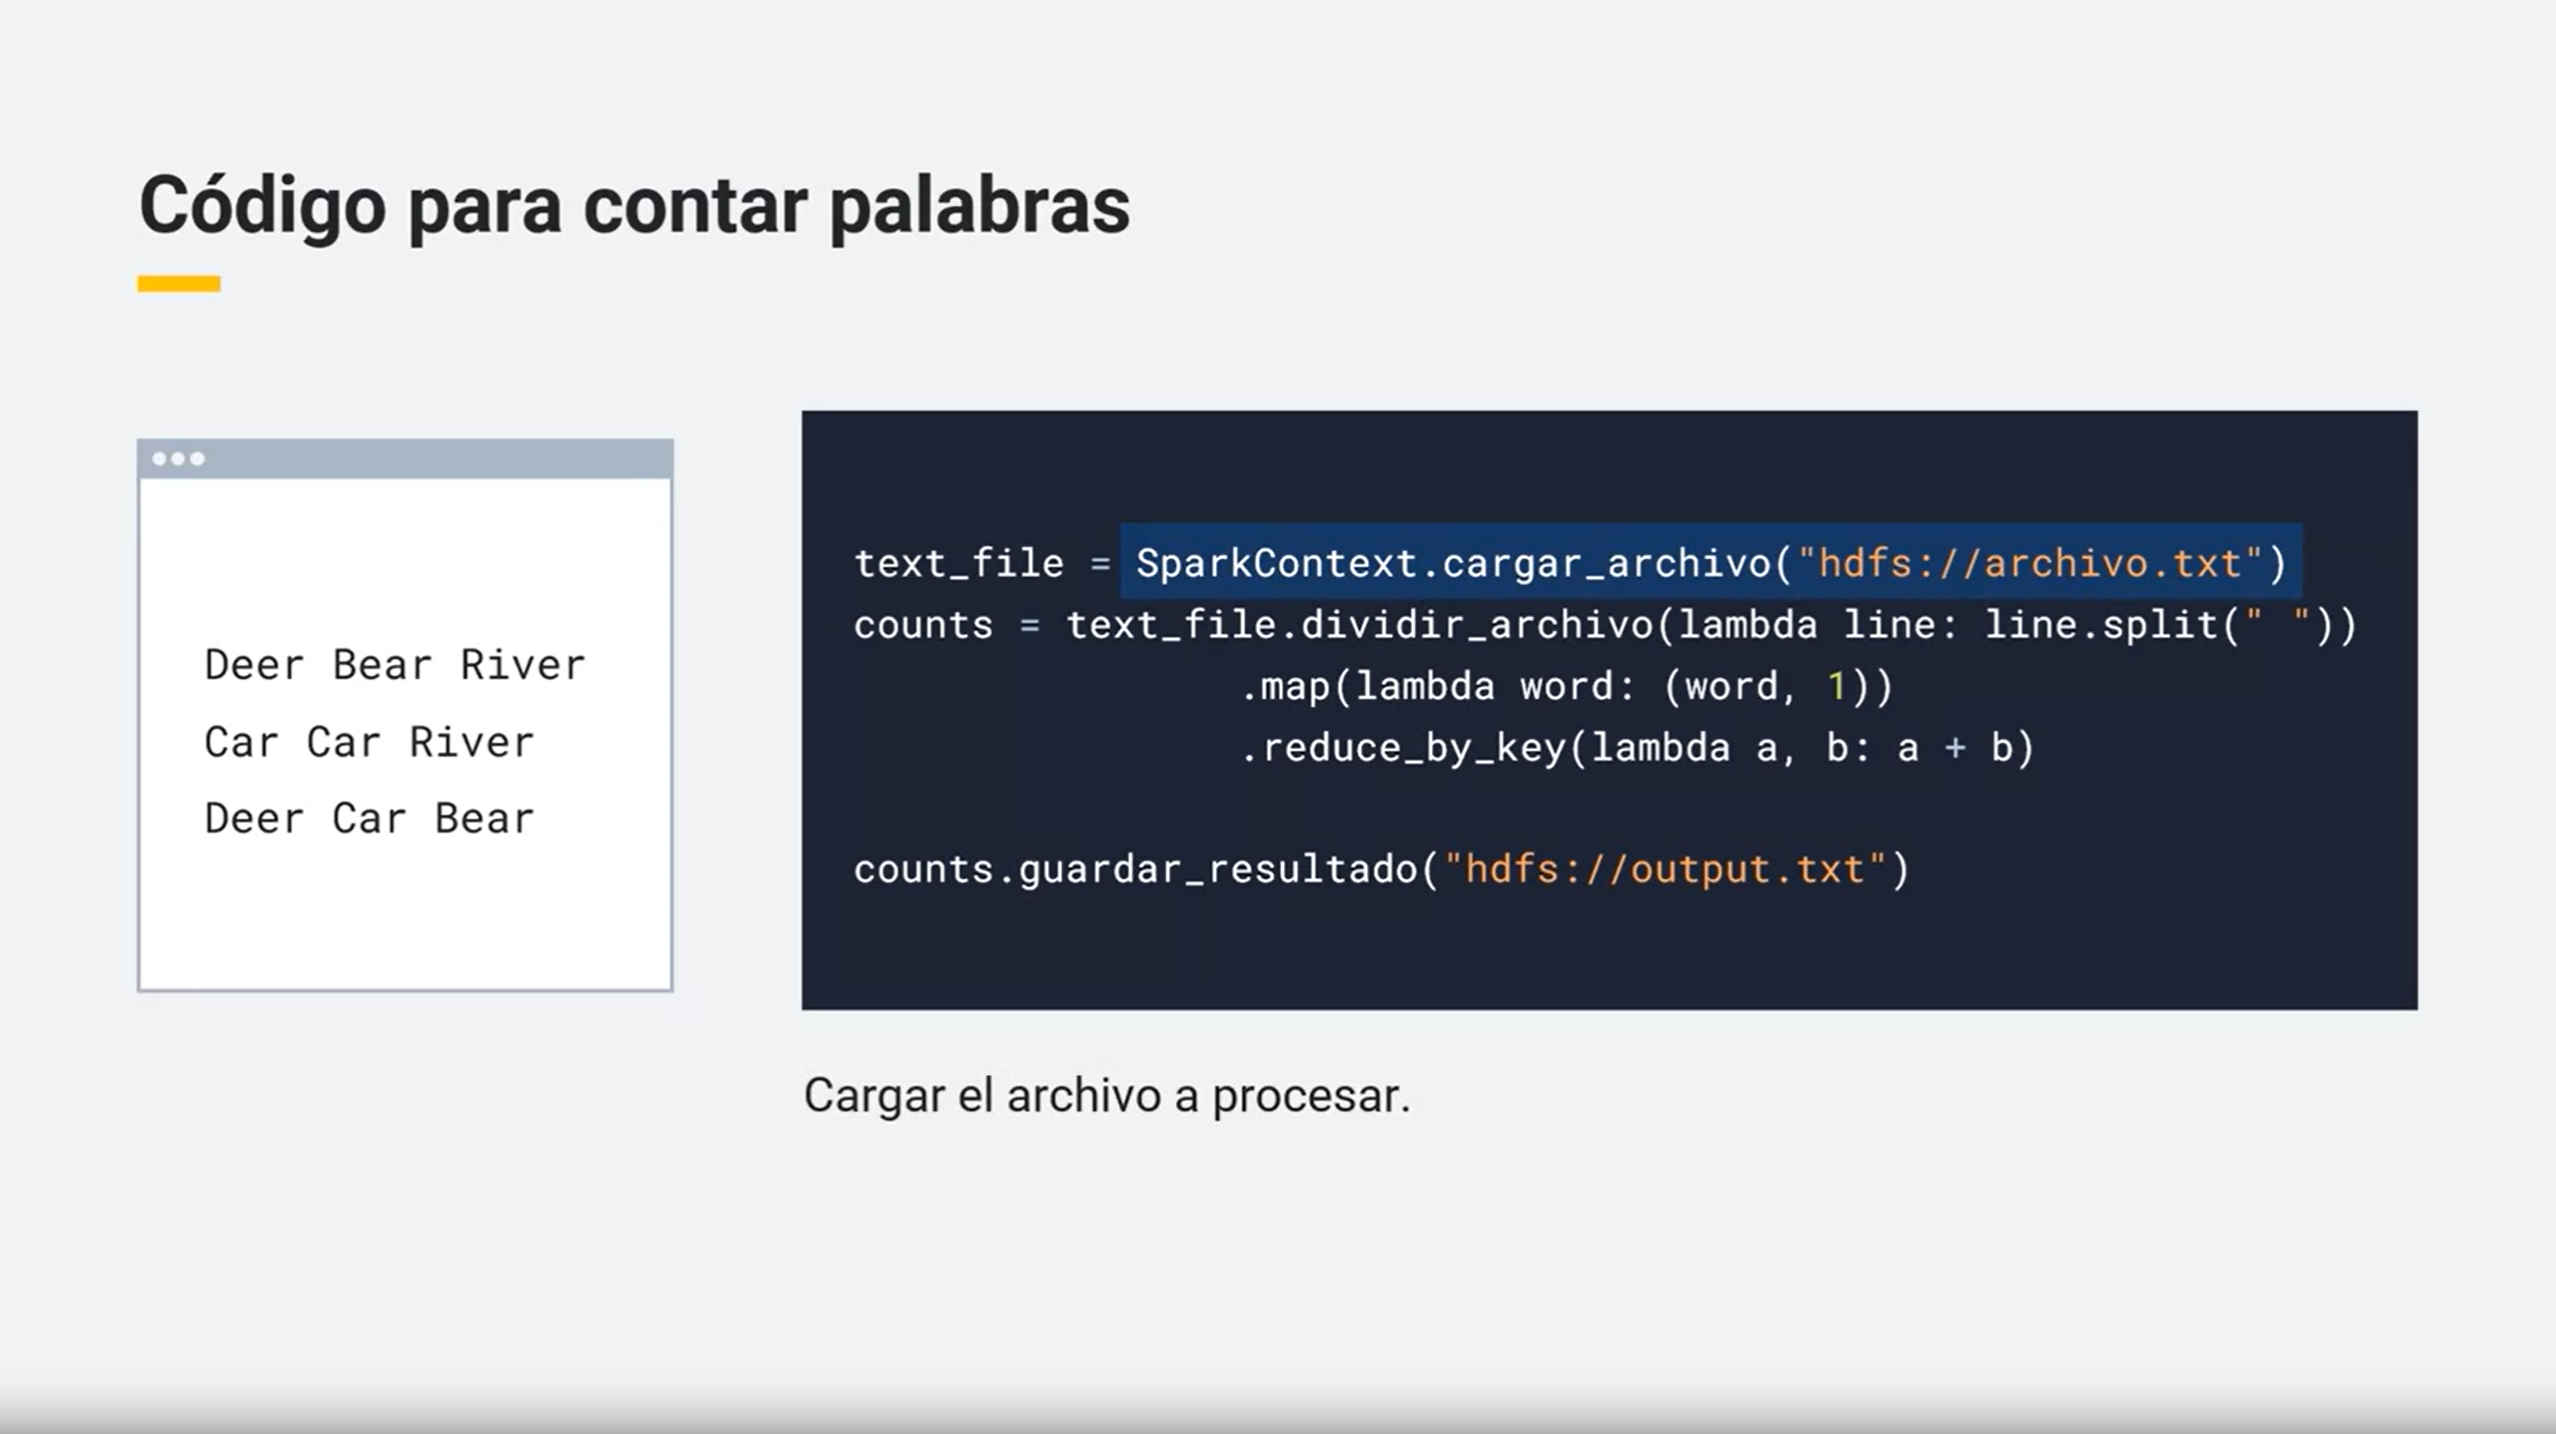 Código para contar palabras
Deer Bear River
Car Car River
Deer Car Bear
text_file = SparkContext.cargar_archivo("hdfs://archivo.txt")
counts = text_file.dividir_archivo(lambda line: line.split(" "))
.map(lambda word: (word, 1))
.reduce_by_key(lambda a, b: a + b)
counts.guardar_resultado("hdfs://output.txt")
Cargar el archivo a procesar.